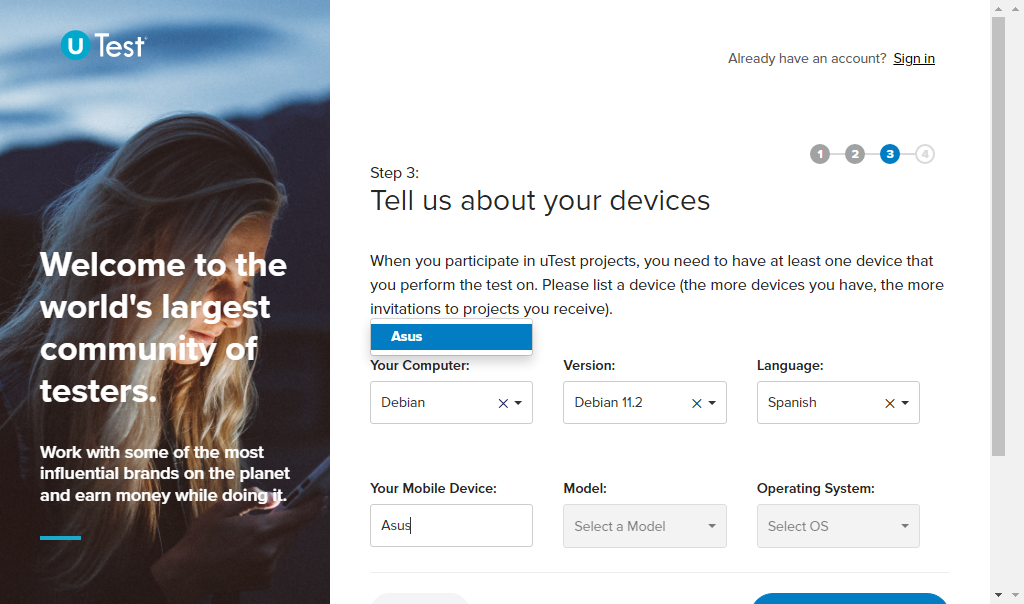 U Test
Already have an account? Sign in
1 2 3 4
Step 3:
Tell us about your devices
Welcome to the
world's largest
community of
testers.
Work with some of the most
influential brands on the planet
and earn money while doing it.
When you participate in uTest projects, you need to have at least one device that
you perform the test on. Please list a device (the more devices you have, the more
invitations to projects you receive).
Asus
Your Computer: Version: Language:
Debian Debian 11.2 Spanish
Your Mobile Device: Model: Operating System:
Asus Select a Model Select OS